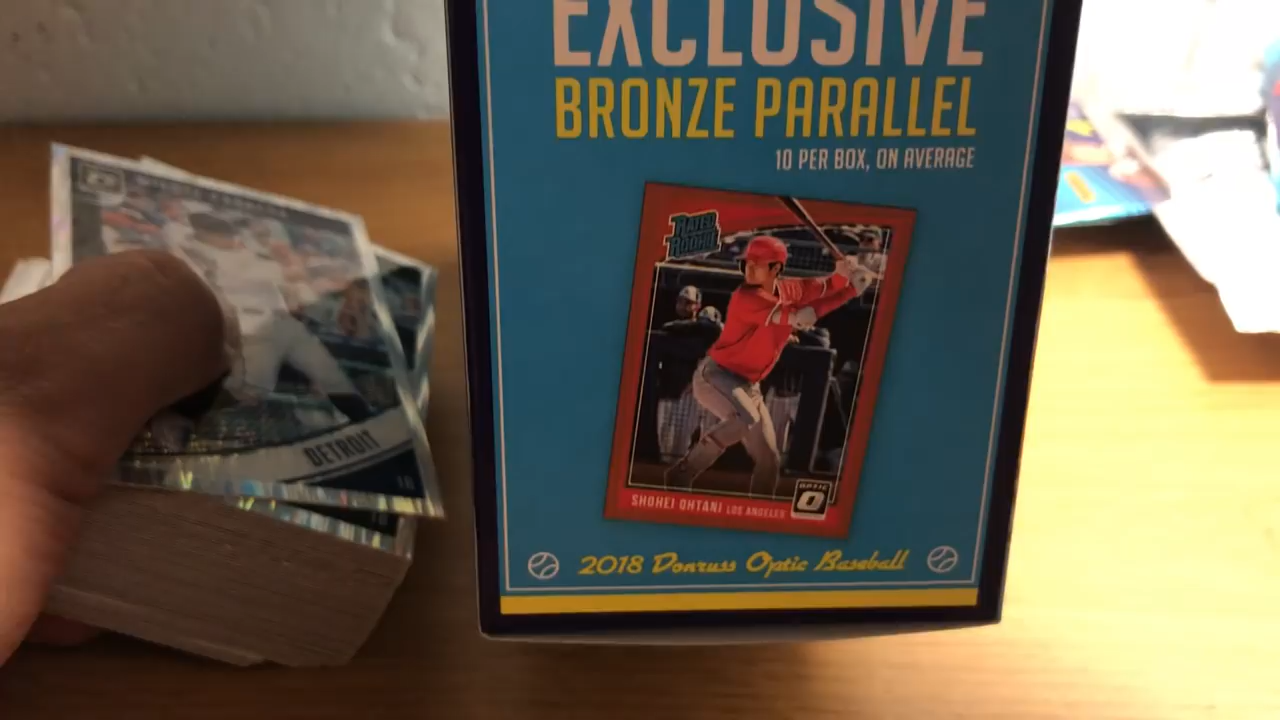 EXCLUSIVE
BRONZE PARALLEL
10 PER BOX, ON AVERAGE
RATED
ROOKIE
SHOHEI OHTANI LOS ANGELES
OPTIC
2018 Donruss Optic Baseball
DETROIT